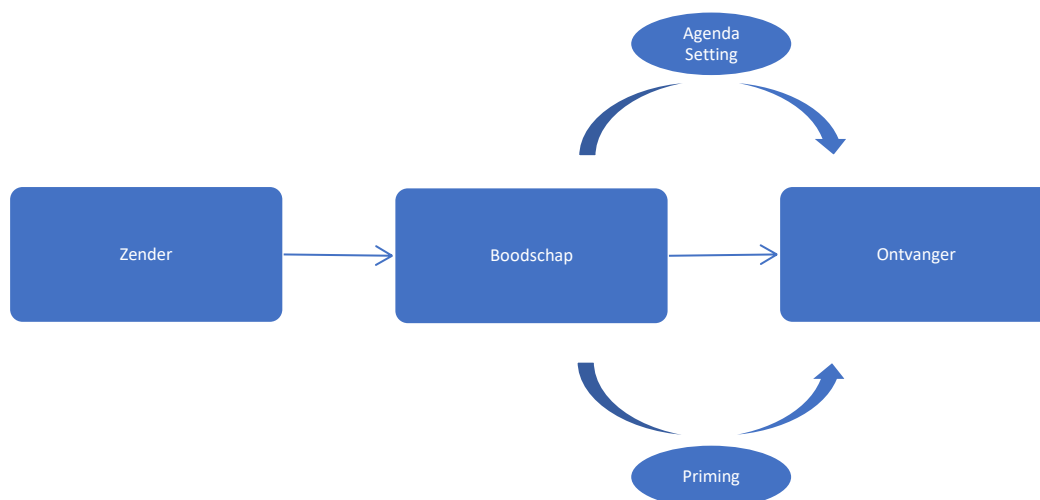 Agenda
Setting
Zender
Boodschap
Ontvanger
Priming